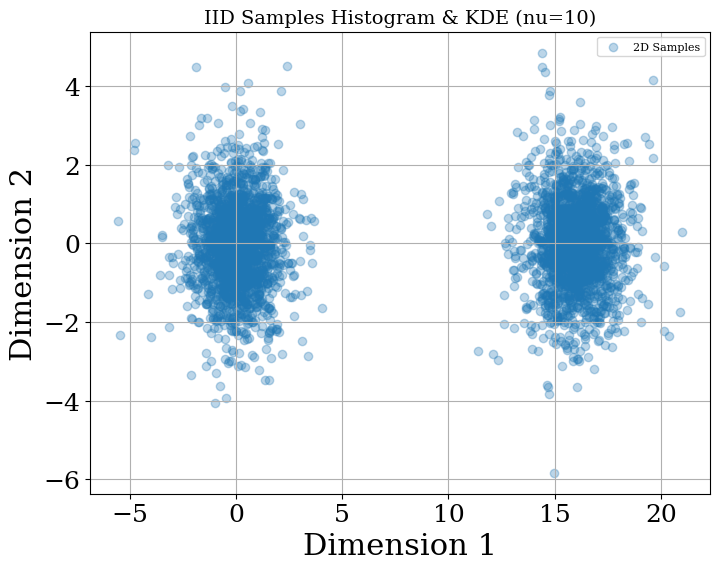 IID Samples Histogram & KDE (nu=10)
2D Samples
4
2
0
−2
−4
−6
Dimension 2
−5 0 5 10 15 20
Dimension 1